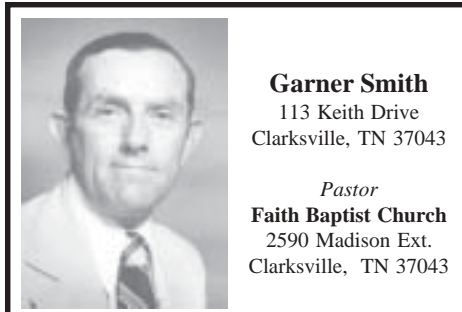 Garner Smith
113 Keith Drive
Clarksville, TN 37043
Pastor
Faith Baptist Church
2590 Madison Ext.
Clarksville, TN 37043